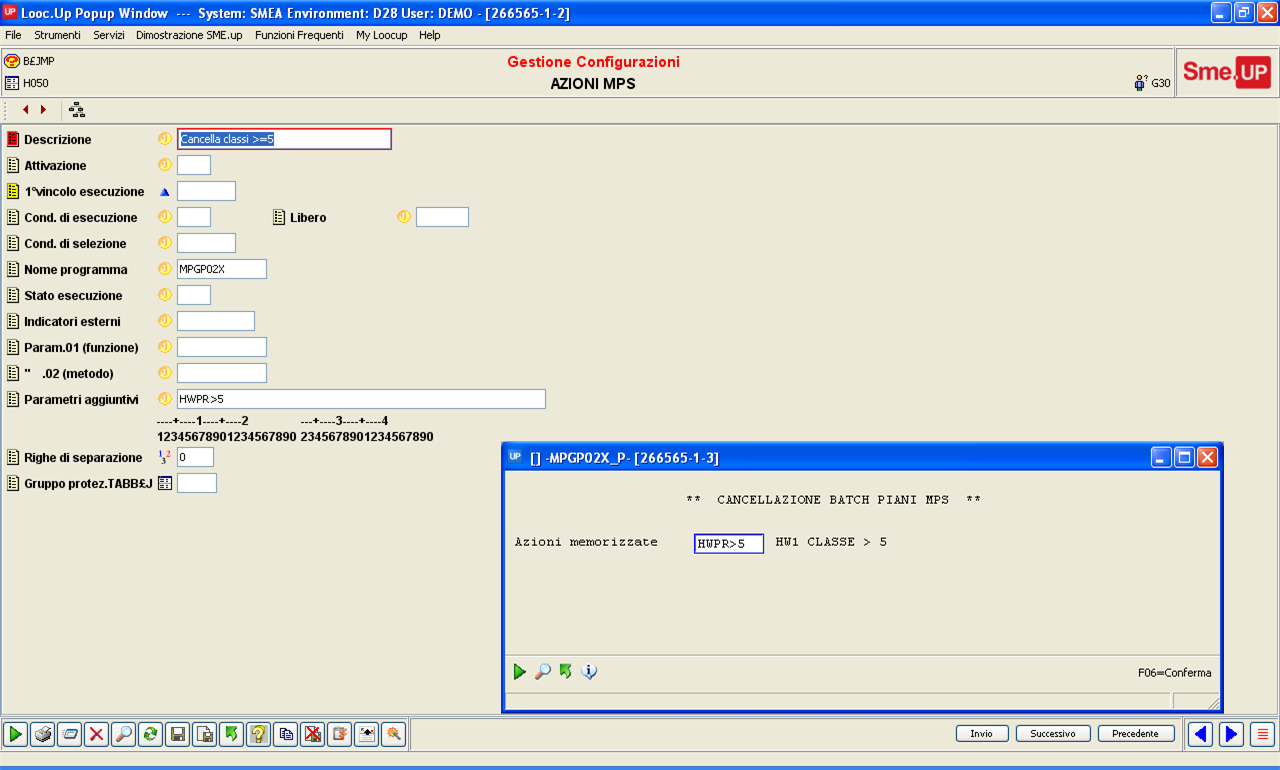 UP Looc.Up Popup Window --- System: SMEA Environment: D28 User: DEMO - [266565-1-2]
File Strumenti Servizi Dimostrazione SME.up Funzioni Frequenti My Loocup Help
B£JMP
Gestione Configurazioni
H050
AZIONI MPS
G30
Sme.UP
Descrizione Cancella classi >=5
Attivazione
1°vincolo esecuzione
Cond. di esecuzione Libero
Cond. di selezione
Nome programma MPGP02X
Stato esecuzione
Indicatori esterni
Param.01 (funzione)
" .02 (metodo)
Parametri aggiuntivi HWPR>5
----+----1----+----2 ---+----3----+----4
12345678901234567890 2345678901234567890
Righe di separazione 0
Gruppo protez.TABB£J
UP [] -MPGP02X_P- [266565-1-3]
** CANCELLAZIONE BATCH PIANI MPS **
Azioni memorizzate HWPR>5 HW1 CLASSE > 5
F06=Conferma
Invio Successivo Precedente